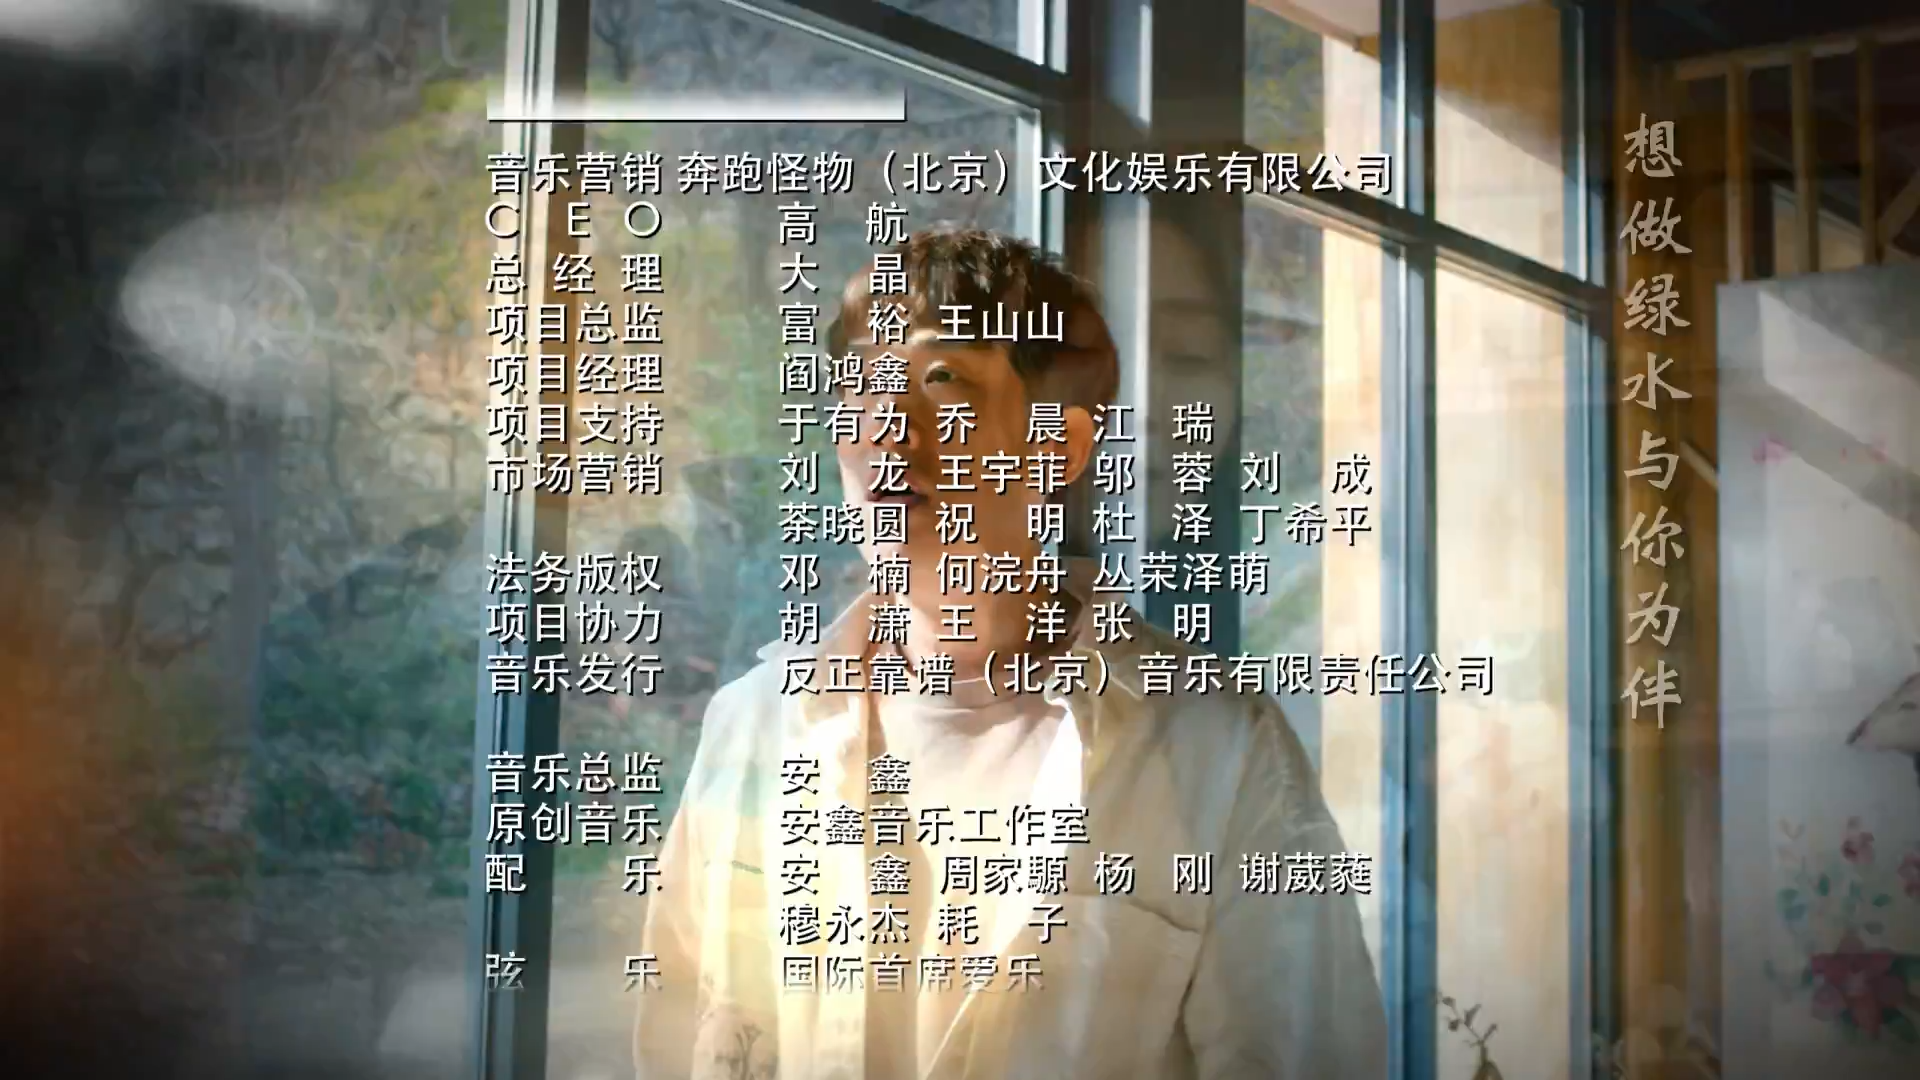 音乐营销 奔跑怪物（北京）文化娱乐有限公司
CEO 高航
总经理 大晶
项目总监 富裕 王山山
项目经理 阎鸿鑫
项目支持 于有为 乔晨 江瑞
市场营销 刘龙 王宇菲 邬蓉 刘成
茶晓圆 祝明 杜泽 丁希平
法务版权 邓楠 何浣舟 丛荣泽萌
项目协力 胡潇 王洋 张明
音乐发行 反正靠谱（北京）音乐有限责任公司
音乐总监 安鑫
原创音乐 安鑫音乐工作室
配乐 安鑫 周家騵 杨刚 谢葳蕤
穆永杰 耗子
弦乐 国际首席爱乐
想做绿水与你为伴